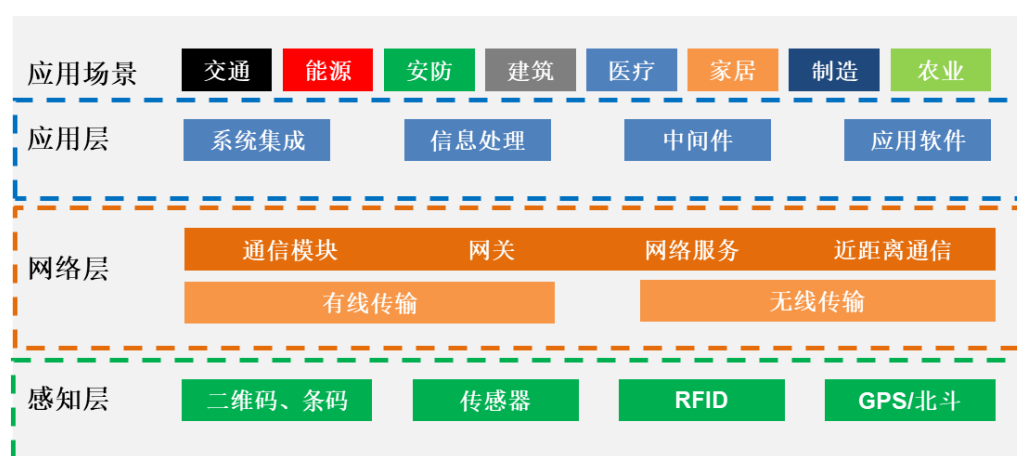 应用场景 交通 能源 安防 建筑 医疗 家居 制造 农业
应用层 系统集成 信息处理 中间件 应用软件
网络层 通信模块 网关 网络服务 近距离通信
有线传输 无线传输
感知层 二维码、条码 传感器 RFID GPS/北斗